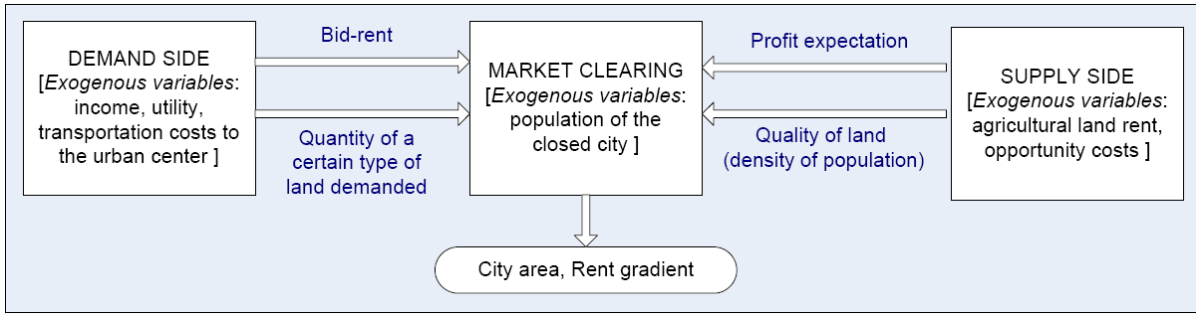 DEMAND SIDE
[Exogenous variables:
income, utility,
transportation costs to
the urban center ]
Bid-rent
Quantity of a
certain type of
land demanded
MARKET CLEARING
[Exogenous variables:
population of the
closed city ]
Profit expectation
Quality of land
(density of population)
SUPPLY SIDE
[Exogenous variables:
agricultural land rent,
opportunity costs ]
City area, Rent gradient